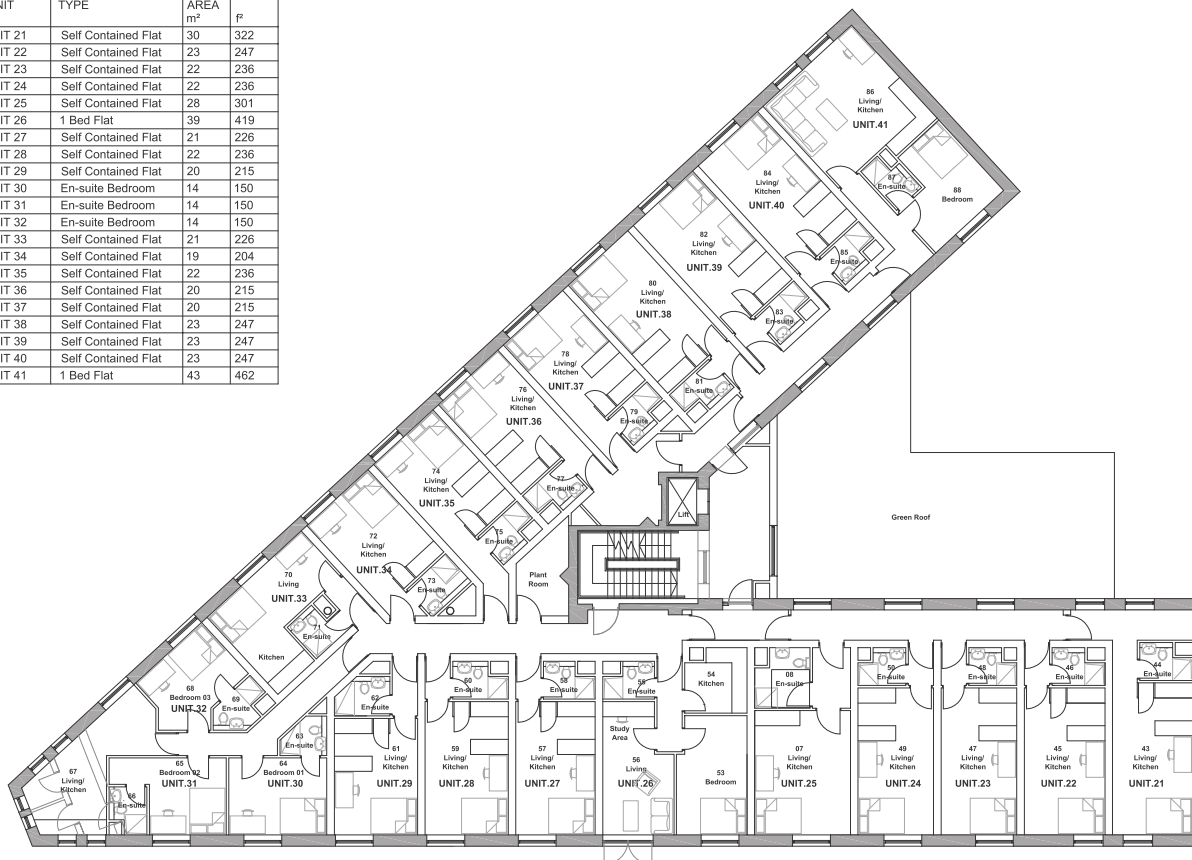 NIT TYPE AREA
m² f²
IT 21 Self Contained Flat 30 322
IT 22 Self Contained Flat 23 247
IT 23 Self Contained Flat 22 236
IT 24 Self Contained Flat 22 236
IT 25 Self Contained Flat 28 301
IT 26 1 Bed Flat 39 419
IT 27 Self Contained Flat 21 226
IT 28 Self Contained Flat 22 236
IT 29 Self Contained Flat 20 215
IT 30 En-suite Bedroom 14 150
IT 31 En-suite Bedroom 14 150
IT 32 En-suite Bedroom 14 150
IT 33 Self Contained Flat 21 226
IT 34 Self Contained Flat 19 204
IT 35 Self Contained Flat 22 236
IT 36 Self Contained Flat 20 215
IT 37 Self Contained Flat 20 215
IT 38 Self Contained Flat 23 247
IT 39 Self Contained Flat 23 247
IT 40 Self Contained Flat 23 247
IT 41 1 Bed Flat 43 462
86
Living/
Kitchen
UNIT.41
87
En-suite
88
Bedroom
84
Living/
Kitchen
UNIT.40
85
En-suite
82
Living/
Kitchen
UNIT.39
83
En-suite
80
Living/
Kitchen
UNIT.38
81
En-suite
78
Living/
Kitchen
UNIT.37
79
En-suite
76
Living/
Kitchen
UNIT.36
77
En-suite
74
Living/
Kitchen
UNIT.35
75
En-suite
72
Living/
Kitchen
UNIT.34
73
En-suite
70
Living
UNIT.33
71
En-suite
Kitchen
68
Bedroom 03
UNIT.32
69
En-suite
Lift
Plant
Room
Green Roof
67
Living/
Kitchen
66
En-suite
65
Bedroom 02
UNIT.31
63
En-suite
64
Bedroom 01
UNIT.30
62
En-suite
61
Living/
Kitchen
UNIT.29
60
En-suite
59
Living/
Kitchen
UNIT.28
58
En-suite
57
Living/
Kitchen
UNIT.27
55
En-suite
Study
Area
56
Living
UNIT.26
54
Kitchen
53
Bedroom
08
En-suite
07
Living/
Kitchen
UNIT.25
50
En-suite
49
Living/
Kitchen
UNIT.24
48
En-suite
47
Living/
Kitchen
UNIT.23
46
En-suite
45
Living/
Kitchen
UNIT.22
44
En-suite
43
Living/
Kitchen
UNIT.21